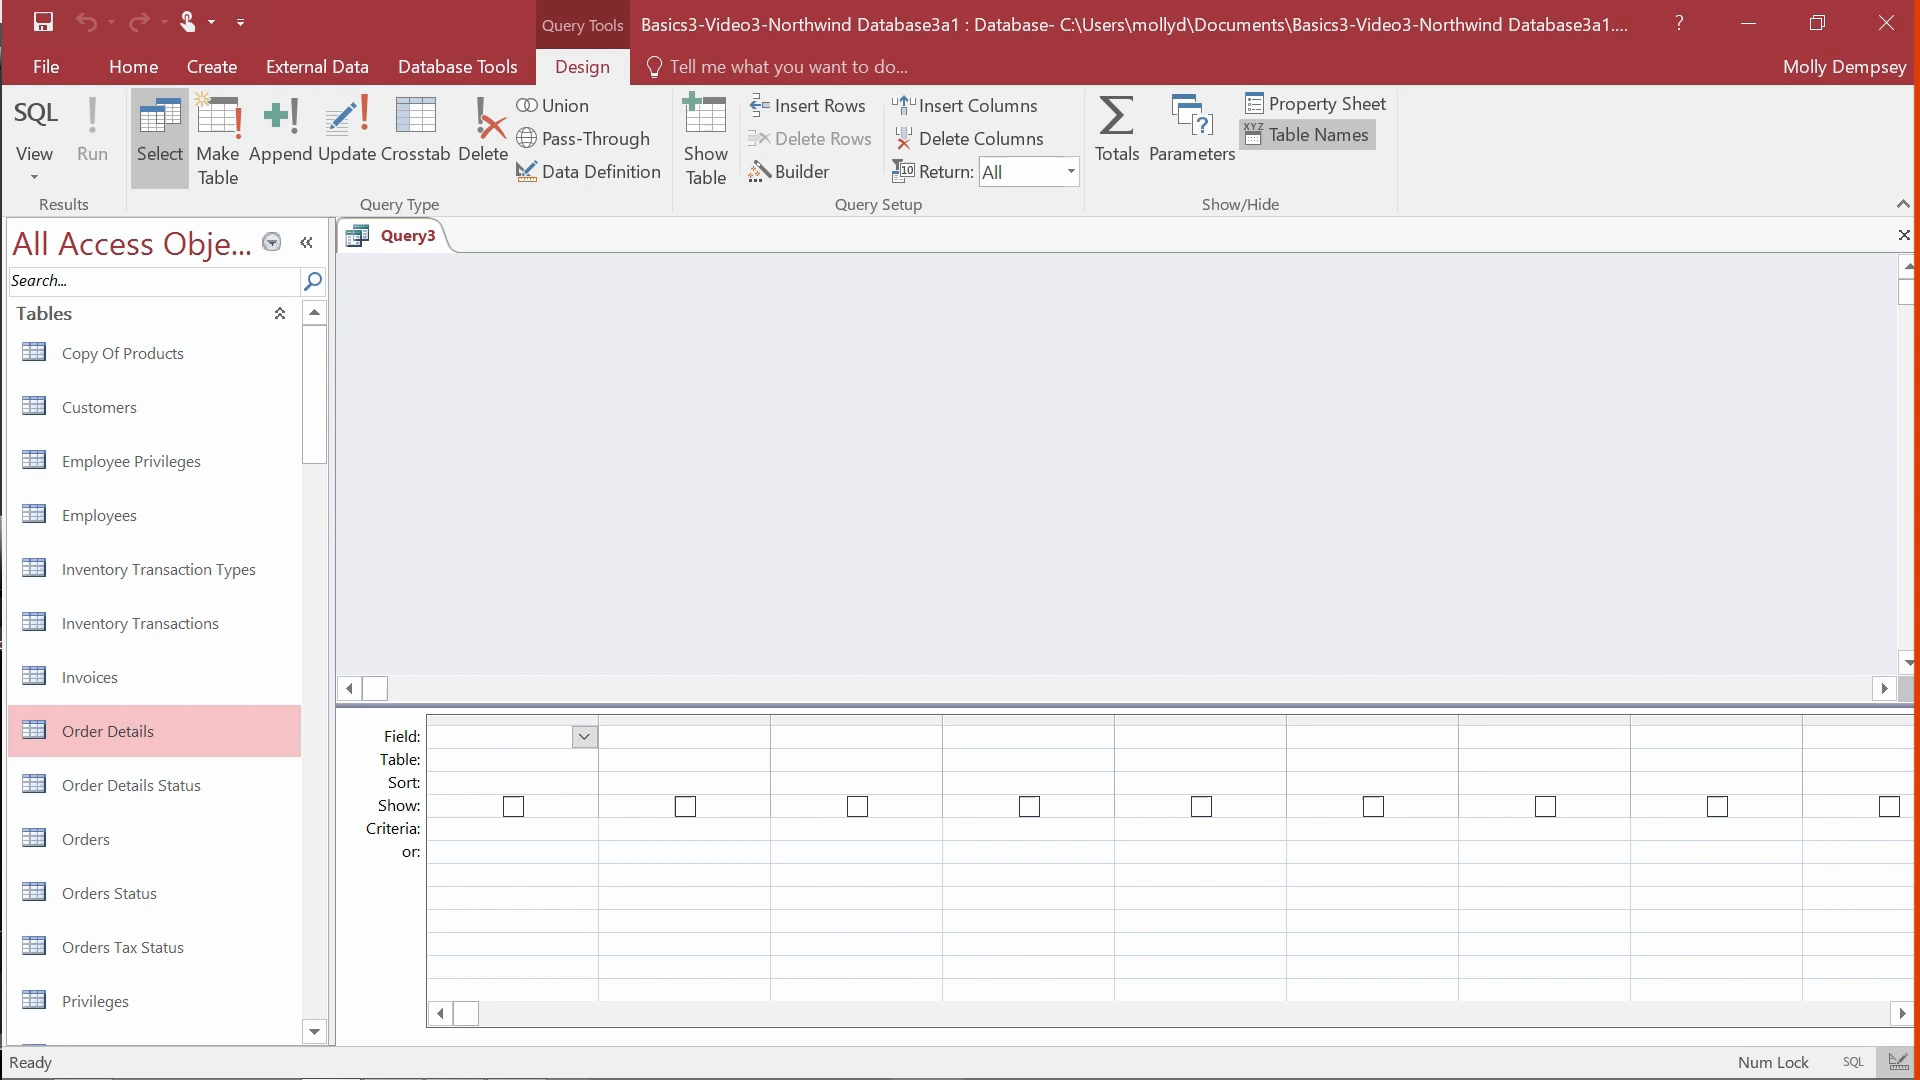 Query Tools
Basics3-Video3-Northwind Database3a1 : Database- C:\Users\mollyd\Documents\Basics3-Video3-Northwind Database3a1....
?
File
Home
Create
External Data
Database Tools
Design
Tell me what you want to do...
Molly Dempsey
SQL
View
Run
Results
Select
Make
Table
Append
Update
Crosstab
Delete
Union
Pass-Through
Data Definition
Query Type
Show
Table
Insert Rows
Delete Rows
Builder
Insert Columns
Delete Columns
Return: All
Query Setup
Totals
Parameters
Property Sheet
Table Names
Show/Hide
All Access Obje...
Search...
Tables
Copy Of Products
Customers
Employee Privileges
Employees
Inventory Transaction Types
Inventory Transactions
Invoices
Order Details
Order Details Status
Orders
Orders Status
Orders Tax Status
Privileges
Query3
Field:
Table:
Sort:
Show:
Criteria:
or:
Ready
Num Lock
SQL